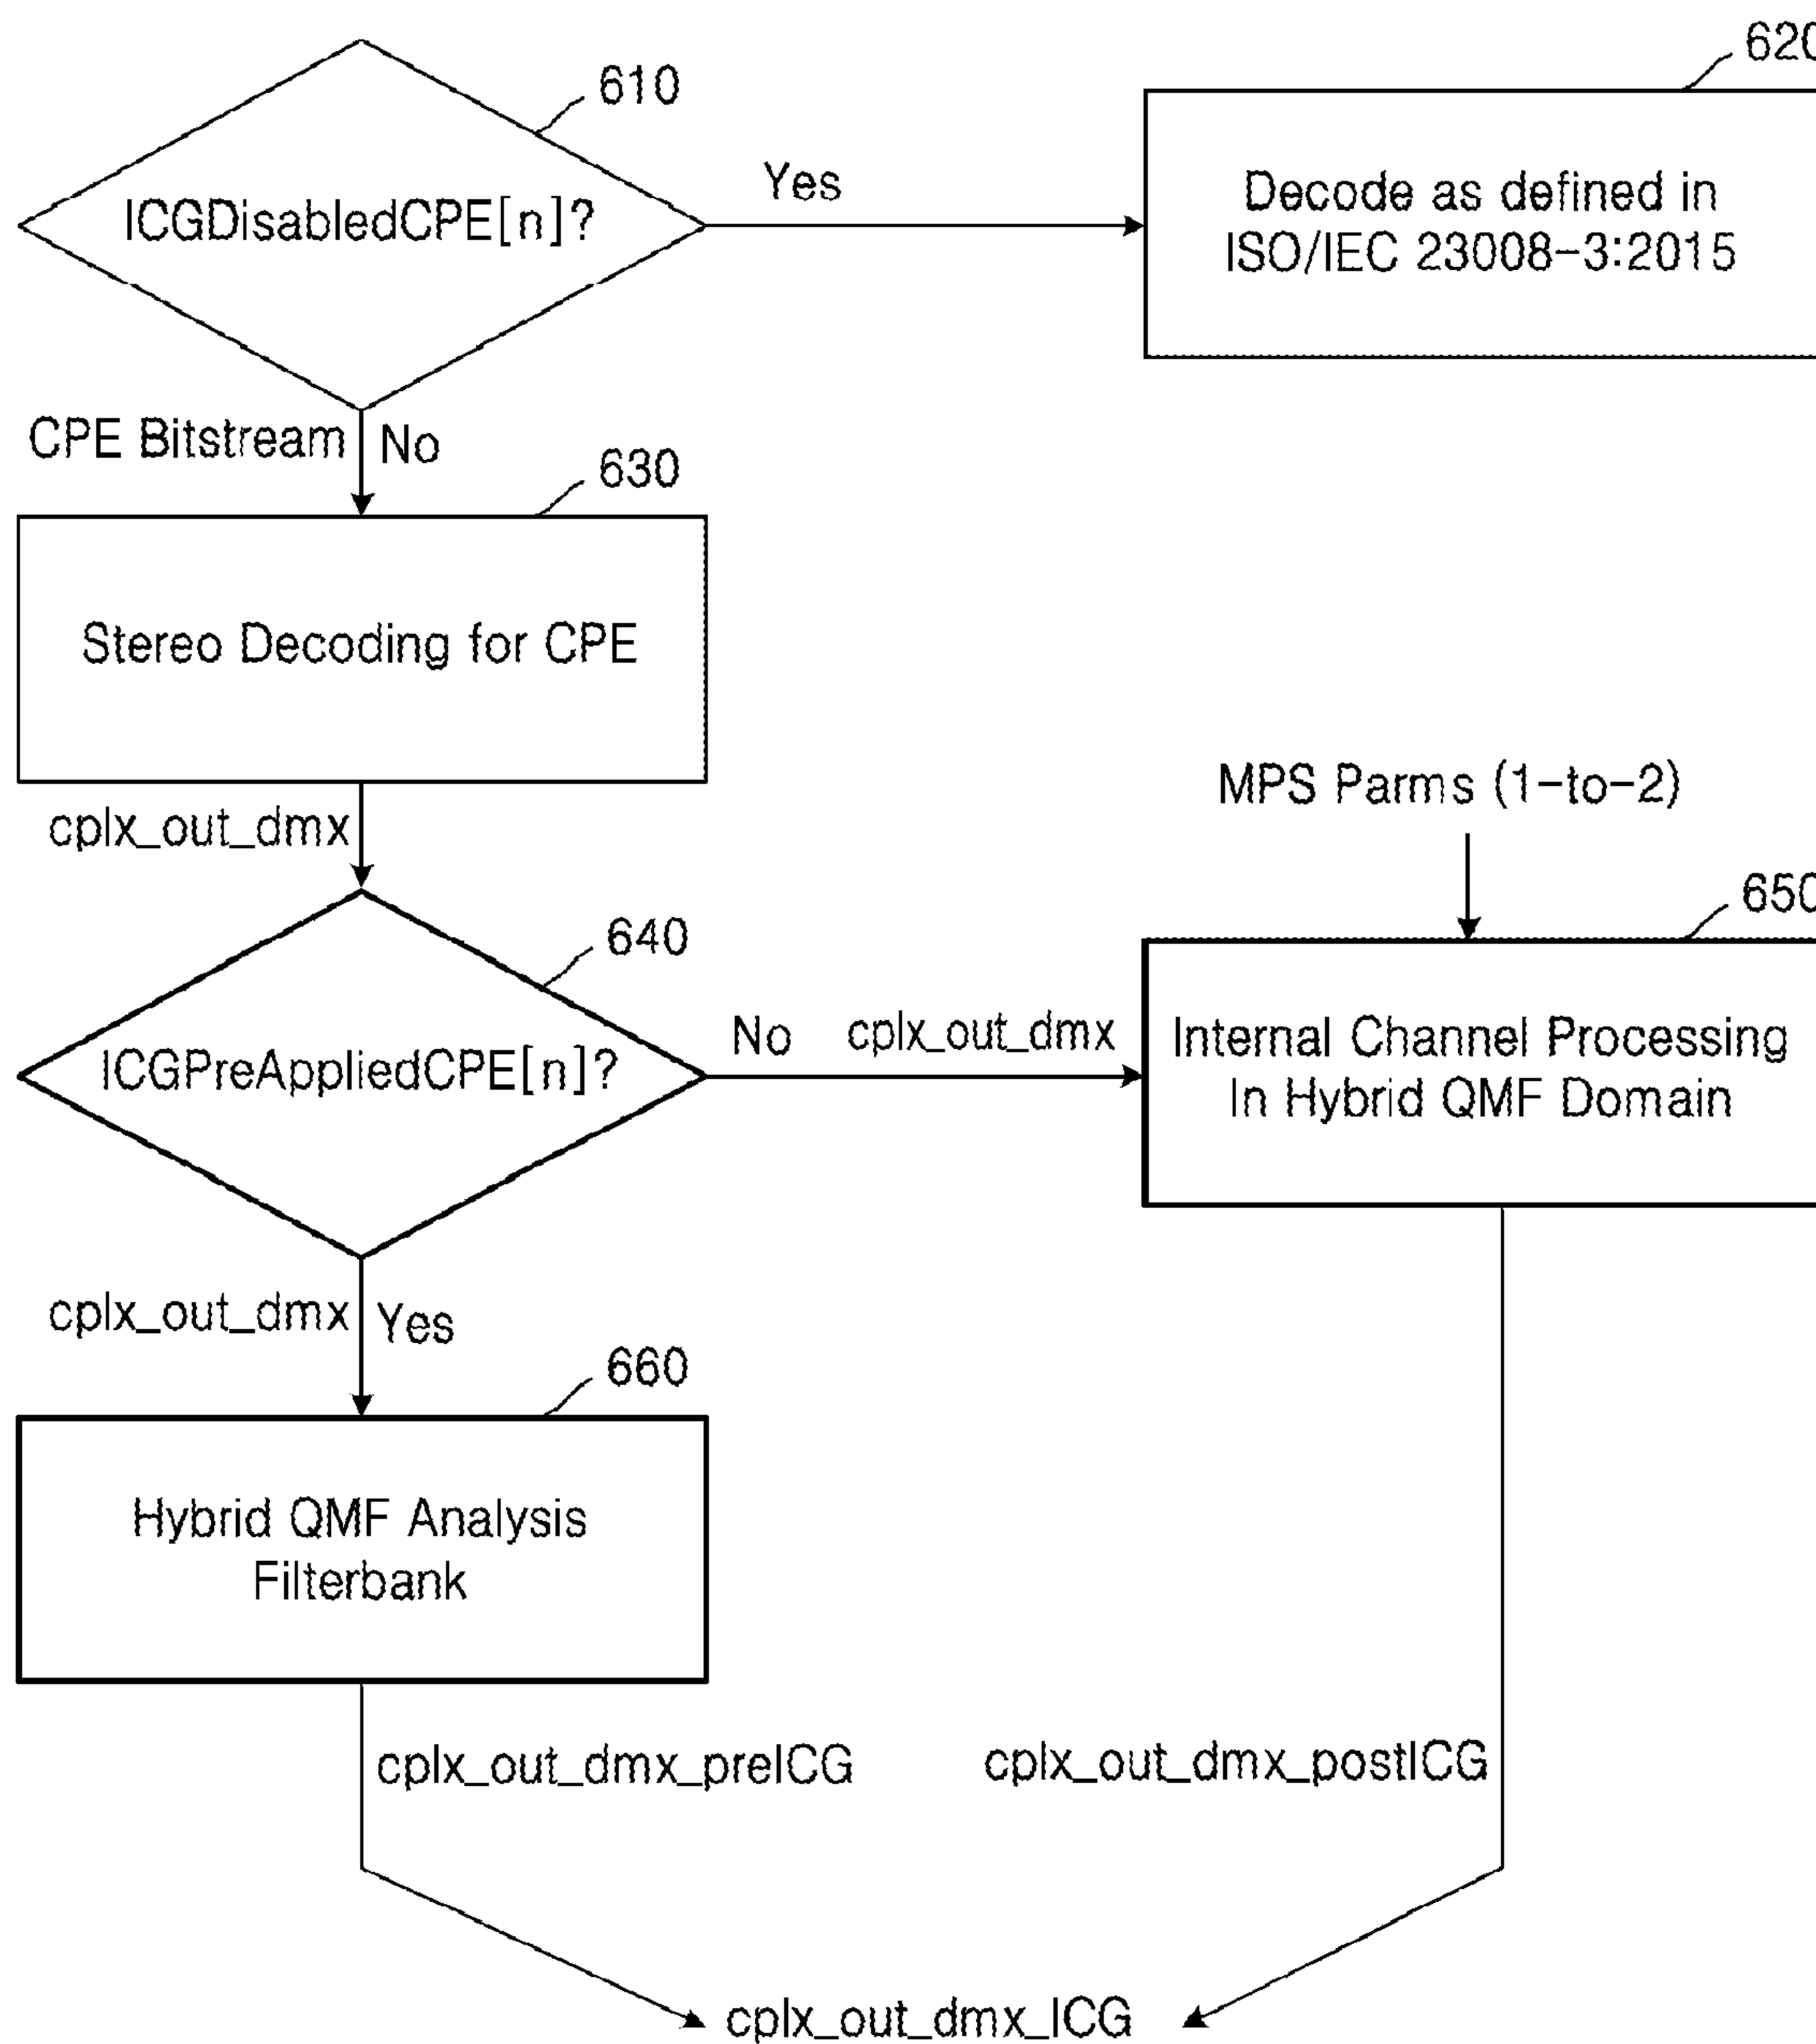 610
620
ICGDisabledCPE[n]?
Yes
Decode as defined in
ISO/IEC 23008-3:2015
CPE Bitstream
No
630
Stereo Decoding for CPE
cplx_out_dmx
MPS Parms (1-to-2)
640
650
ICGPreAppliedCPE[n]?
No
cplx_out_dmx
Internal Channel Processing
In Hybrid QMF Domain
cplx_out_dmx
Yes
660
Hybrid QMF Analysis
Filterbank
cplx_out_dmx_preICG
cplx_out_dmx_postICG
cplx_out_dmx_ICG